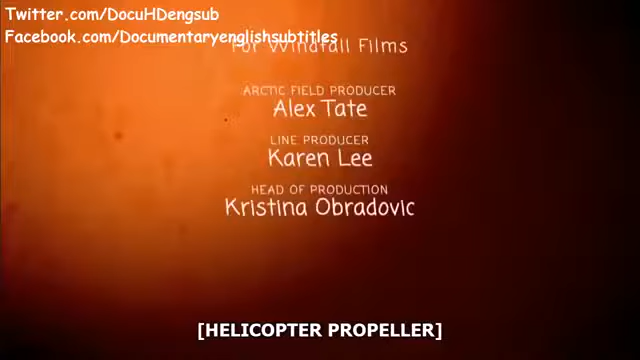 Twitter.com/DocuHDengsub
Facebook.com/Documentaryenglishsubtitles
For Windfall Films
ARCTIC FIELD PRODUCER
Alex Tate
LINE PRODUCER
Karen Lee
HEAD OF PRODUCTION
Kristina Obradovic
[HELICOPTER PROPELLER]